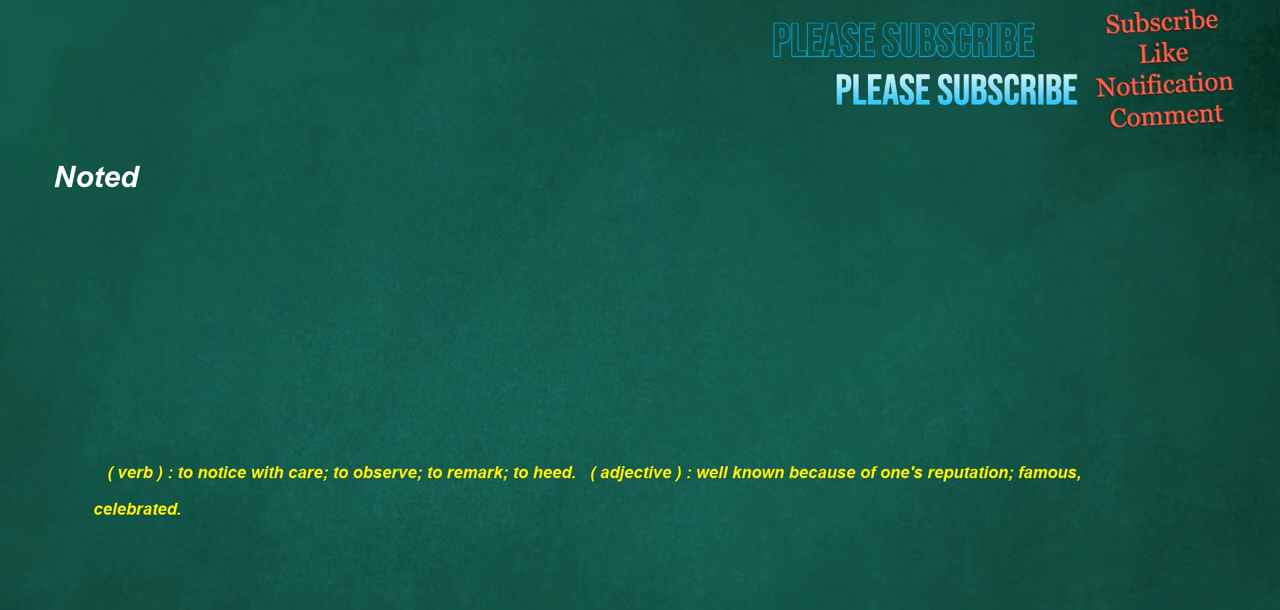 PLEASE SUBSCRIBE
PLEASE SUBSCRIBE
Subscribe
Like
Notification
Comment
Noted
( verb ) : to notice with care; to observe; to remark; to heed. ( adjective ) : well known because of one's reputation; famous,
celebrated.